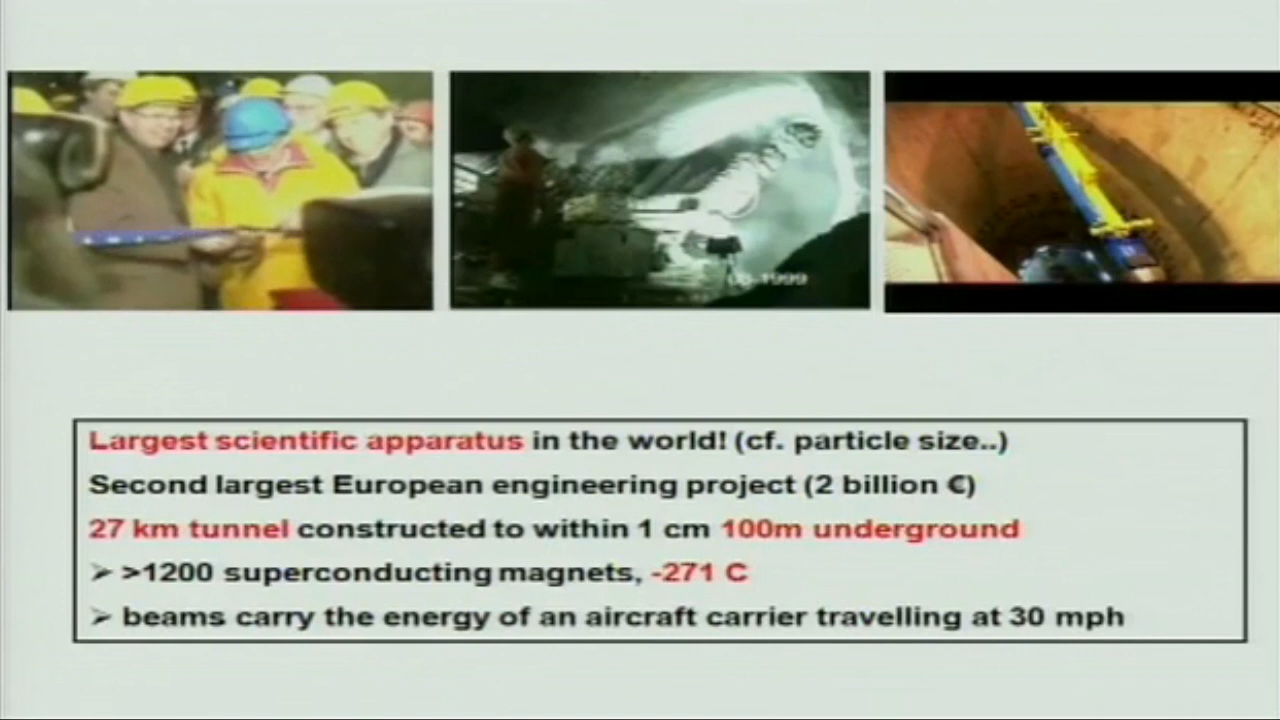 Largest scientific apparatus in the world! (cf. particle size..)
Second largest European engineering project (2 billion €)
27 km tunnel constructed to within 1 cm 100m underground
➢ >1200 superconducting magnets, -271 C
➢ beams carry the energy of an aircraft carrier travelling at 30 mph